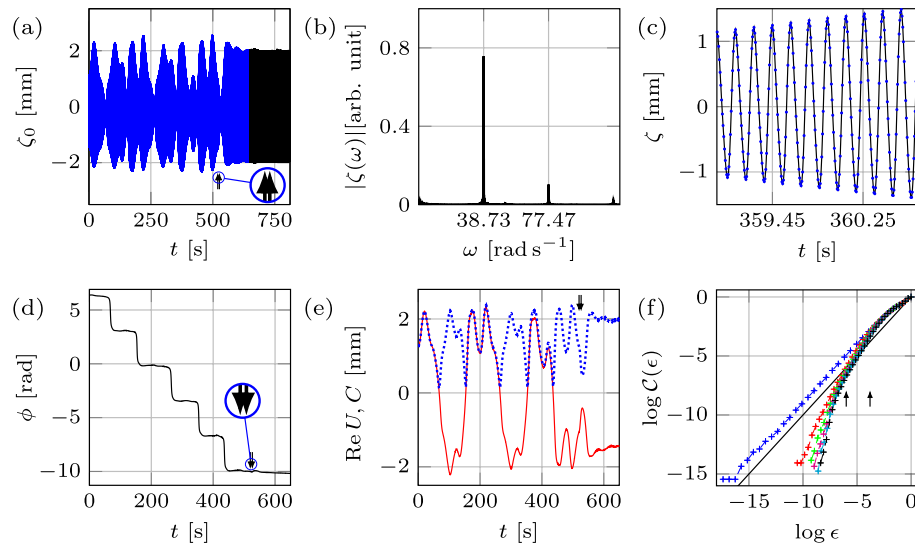 (a)
ζ₀ [mm]
2
0
−2
0
250
500
750
t [s]
(b)
|ζ(ω)|[arb. unit]
0.8
0.4
0
38.73
77.47
ω [rad s⁻¹]
(c)
ζ [mm]
1
0
−1
359.45
360.25
t [s]
(d)
ϕ [rad]
5
0
−5
−10
0
200
400
600
t [s]
(e)
Re U, C [mm]
2
0
−2
0
200
400
600
t [s]
(f)
log C(ϵ)
0
−5
−10
−15
−15
−10
−5
0
log ϵ